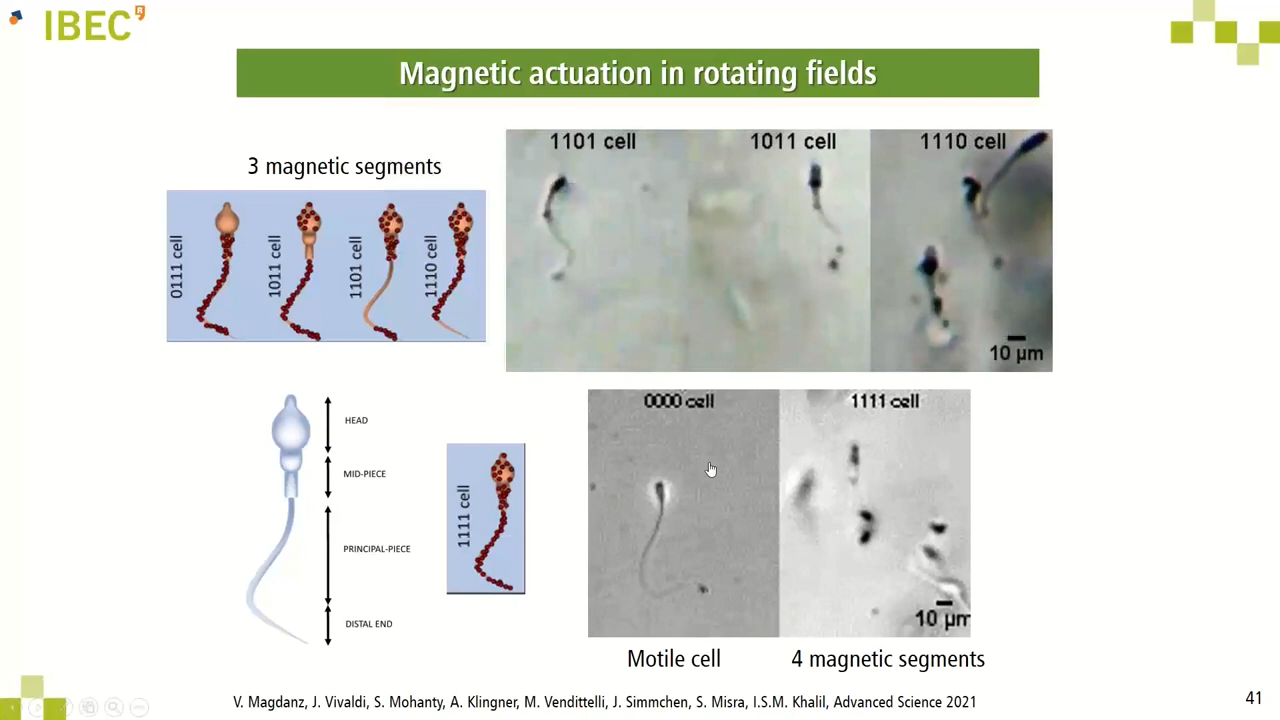 IBEC
Magnetic actuation in rotating fields
3 magnetic segments
0111 cell
1011 cell
1101 cell
1110 cell
1101 cell
1011 cell
1110 cell
10 µm
HEAD
MID-PIECE
PRINCIPAL-PIECE
DISTAL END
1111 cell
0000 cell
1111 cell
10 µm
Motile cell
4 magnetic segments
V. Magdanz, J. Vivaldi, S. Mohanty, A. Klingner, M. Vendittelli, J. Simmchen, S. Misra, I.S.M. Khalil, Advanced Science 2021
41